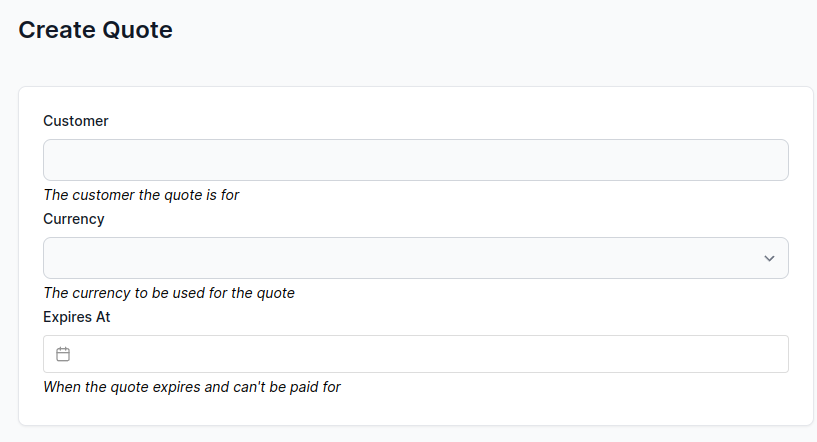 Create Quote
Customer
The customer the quote is for
Currency
The currency to be used for the quote
Expires At
When the quote expires and can't be paid for